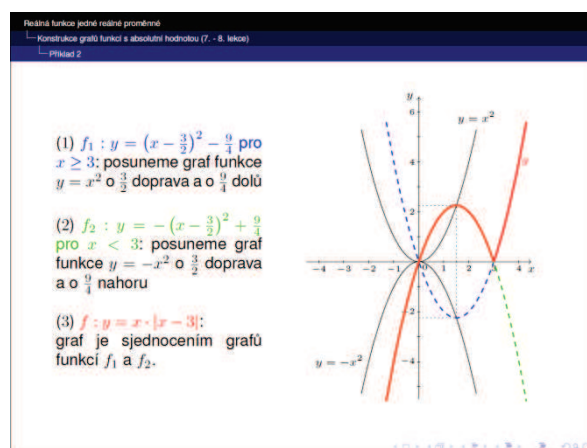 Reálná funkce jedné reálné proměnné
Konstrukce grafů funkcí s absolutní hodnotou (7. - 8. lekce)
Příklad 2
(1) f₁ : y = (x − 3/2)² − 9/4 pro
x ≥ 3: posuneme graf funkce
y = x² o 3/2 doprava a o 9/4 dolů
(2) f₂ : y = −(x − 3/2)² + 9/4
pro x < 3: posuneme graf
funkce y = −x² o 3/2 doprava
a o 9/4 nahoru
(3) f : y = x · |x − 3|:
graf je sjednocením grafů
funkcí f₁ a f₂.
y
y = x²
6
y
2
−4 −3 −2 −1 0 1 2 3 4 x
−2
−4
y = −x²